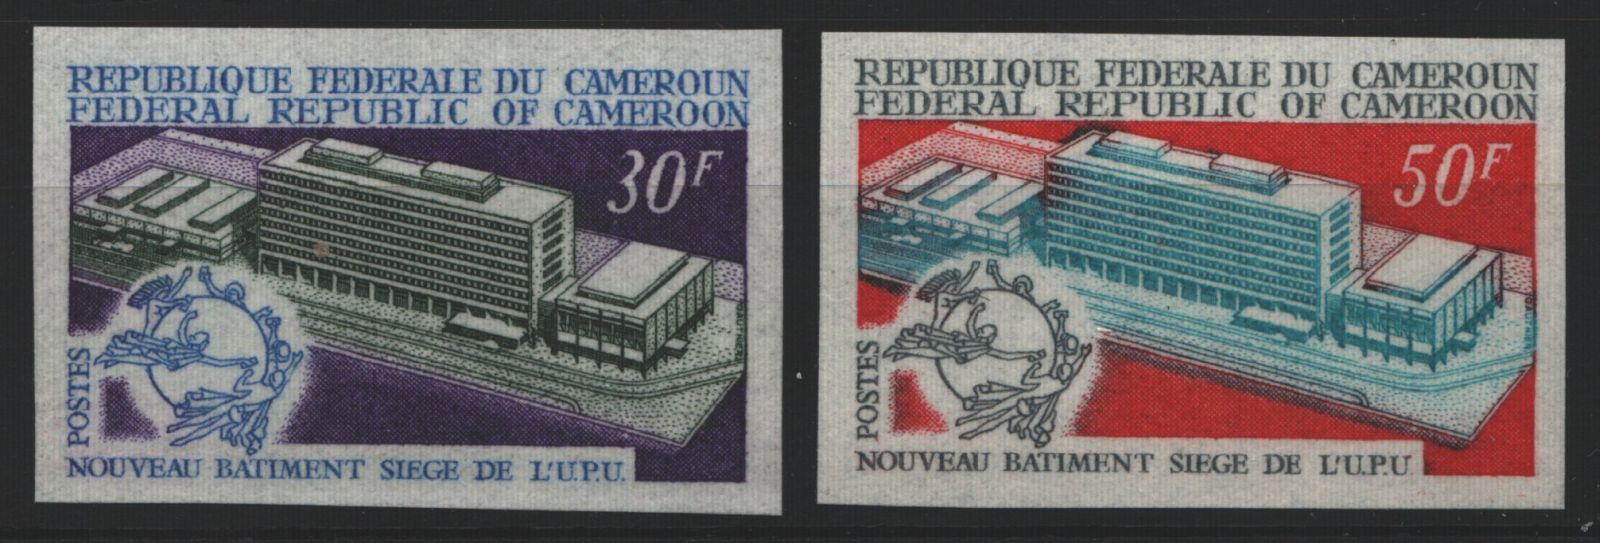 REPUBLIQUE FEDERALE DU CAMEROUN
FEDERAL REPUBLIC OF CAMEROON
30F
POSTES
NOUVEAU BATIMENT SIEGE DE L'U.P.U.
REPUBLIQUE FEDERALE DU CAMEROUN
FEDERAL REPUBLIC OF CAMEROON
50F
POSTES
NOUVEAU BATIMENT SIEGE DE L'U.P.U.